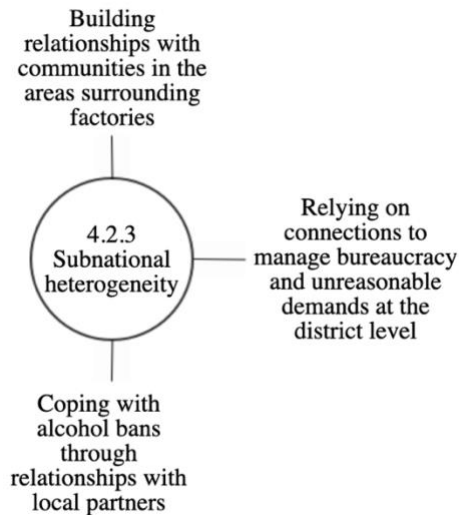 Building
relationships with
communities in the
areas surrounding
factories
4.2.3
Subnational
heterogeneity
Relying on
connections to
manage bureaucracy
and unreasonable
demands at the
district level
Coping with
alcohol bans
through
relationships with
local partners